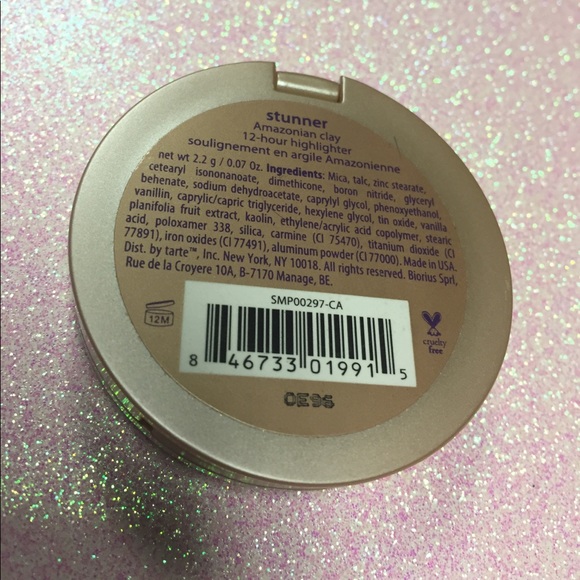 stunner
Amazonian clay
12-hour highlighter
soulignement en argile Amazonienne
net wt 2.2 g / 0.07 Oz. Ingredients: Mica, talc, zinc stearate,
cetearyl isononanoate, dimethicone, boron nitride, glyceryl
behenate, sodium dehydroacetate, caprylyl glycol, phenoxyethanol,
vanillin, caprylic/capric triglyceride, hexylene glycol, tin oxide, vanilla
planifolia fruit extract, kaolin, ethylene/acrylic acid copolymer, stearic
acid, poloxamer 338, silica, carmine (CI 75470), titanium dioxide (CI
77891), iron oxides (CI 77491), aluminum powder (CI 77000). Made in USA.
Dist. by tarte™, Inc. New York, NY 10018. All rights reserved. Biorius Sprl,
Rue de la Croyere 10A, B-7170 Manage, BE.
12M
SMP00297-CA
8 46733 01991 5
cruelty
free
0E96